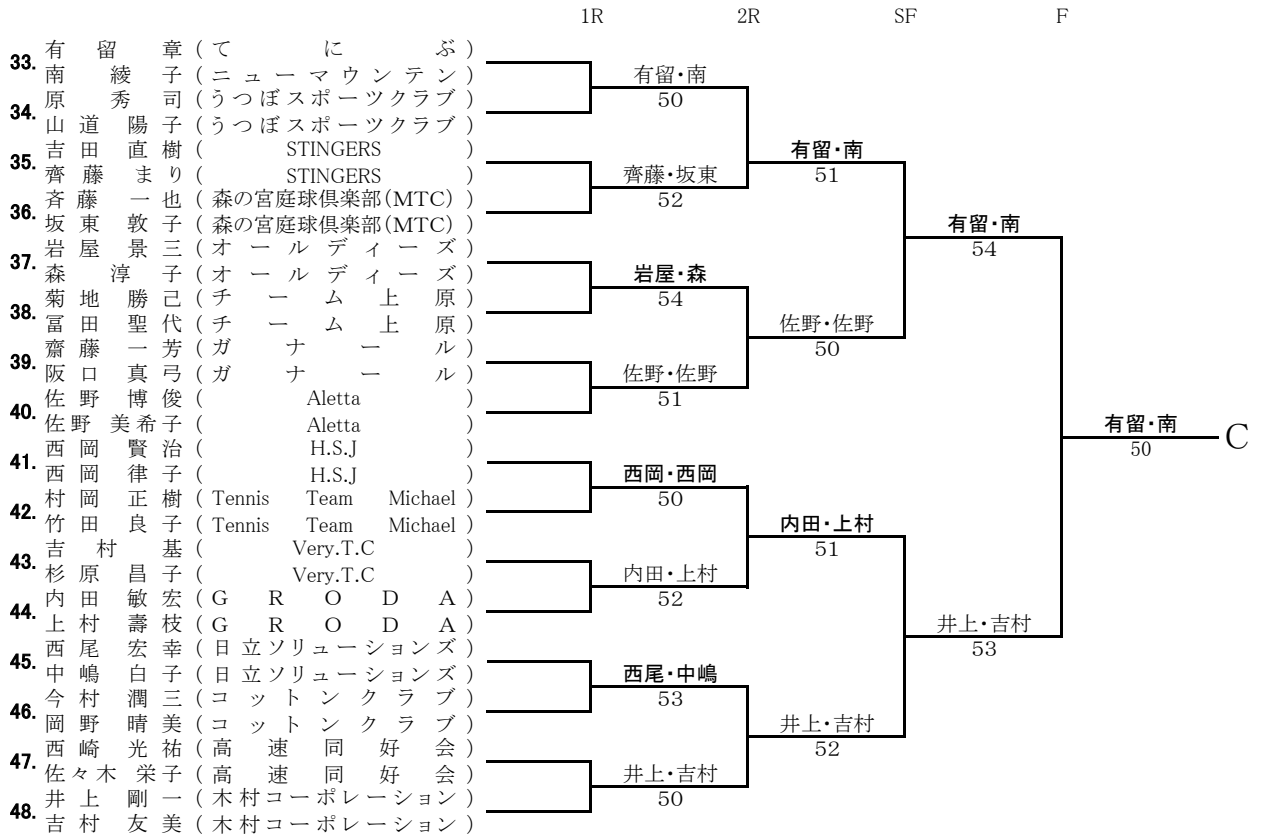 1R 2R SF F
33. 有留章(てにぶ)
南綾子(ニューマウンテン)
34. 原秀司(うつぼスポーツクラブ)
山道陽子(うつぼスポーツクラブ)
35. 吉田直樹(STINGERS)
齊藤まり(STINGERS)
36. 斉藤一也(森の宮庭球倶楽部(MTC))
坂東敦子(森の宮庭球倶楽部(MTC))
37. 岩屋景三(オールディーズ)
森淳子(オールディーズ)
38. 菊地勝己(チーム上原)
冨田聖代(チーム上原)
39. 齋藤一芳(ガナール)
阪口真弓(ガナール)
40. 佐野博俊(Aletta)
佐野美希子(Aletta)
41. 西岡賢治(H.S.J)
西岡律子(H.S.J)
42. 村岡正樹(Tennis Team Michael)
竹田良子(Tennis Team Michael)
43. 吉村基(Very.T.C)
杉原昌子(Very.T.C)
44. 内田敏宏(GRODA)
上村壽枝(GRODA)
45. 西尾宏幸(日立ソリューションズ)
中嶋白子(日立ソリューションズ)
46. 今村潤三(コットンクラブ)
岡野晴美(コットンクラブ)
47. 西崎光祐(高速同好会)
佐々木栄子(高速同好会)
48. 井上剛一(木村コーポレーション)
吉村友美(木村コーポレーション)
有留・南
50
齊藤・坂東
52
岩屋・森
54
佐野・佐野
51
西岡・西岡
50
内田・上村
52
西尾・中嶋
53
井上・吉村
50
有留・南
51
佐野・佐野
50
内田・上村
51
井上・吉村
52
有留・南
54
井上・吉村
53
有留・南
50
C